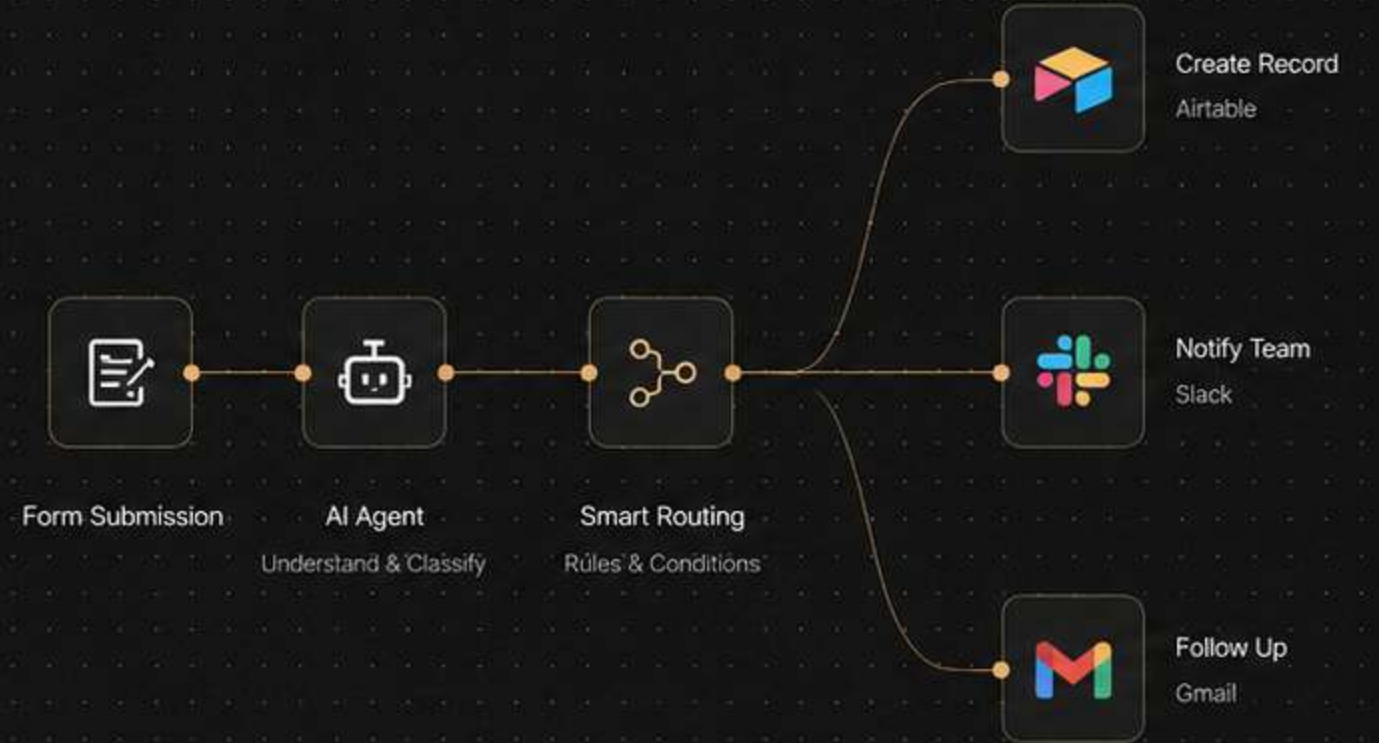 Create Record
Airtable
Form Submission
AI Agent
Understand & Classify
Smart Routing
Rules & Conditions
Notify Team
Slack
Follow Up
Gmail